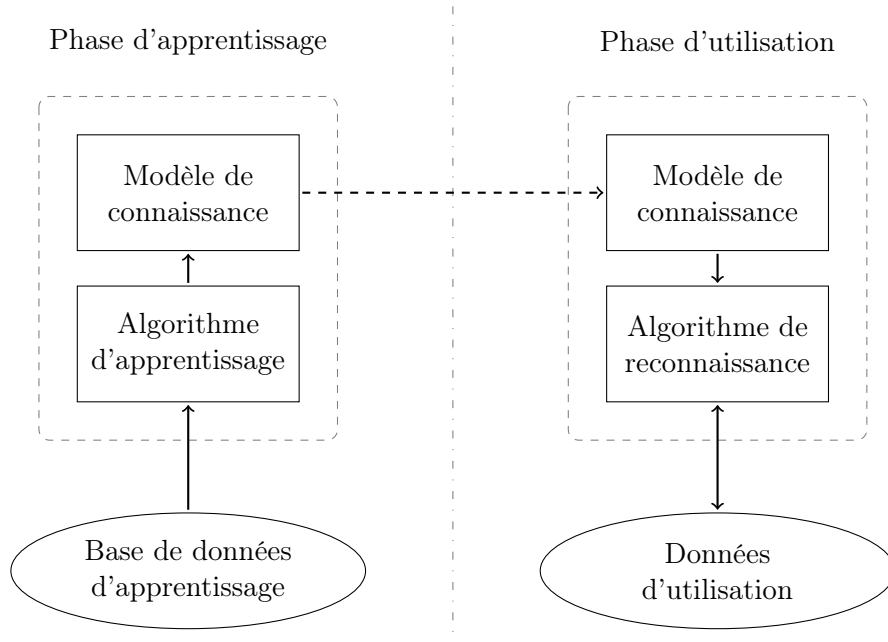 Phase d'apprentissage
Phase d'utilisation
Modèle de
connaissance
Modèle de
connaissance
Algorithme
d'apprentissage
Algorithme de
reconnaissance
Base de données
d'apprentissage
Données
d'utilisation